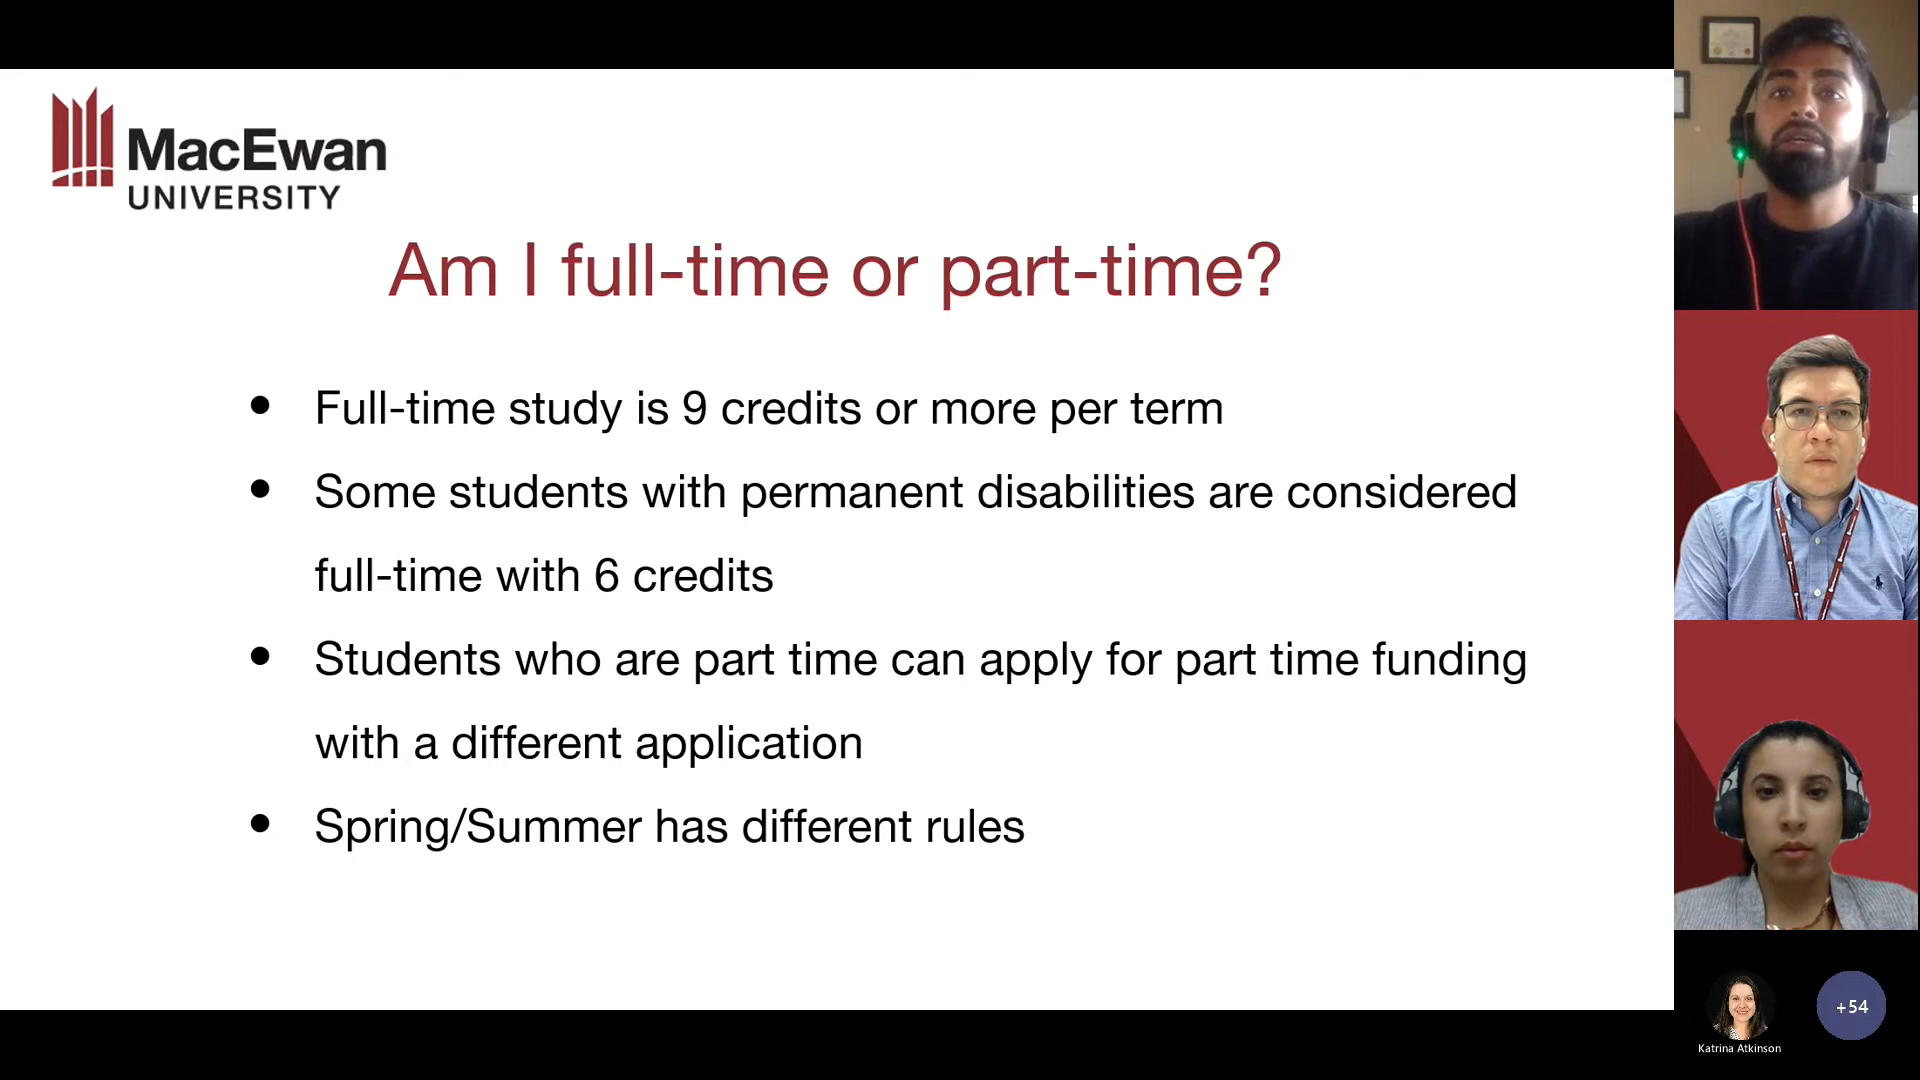 MacEwan
UNIVERSITY
Am I full-time or part-time?
• Full-time study is 9 credits or more per term
• Some students with permanent disabilities are considered
full-time with 6 credits
• Students who are part time can apply for part time funding
with a different application
• Spring/Summer has different rules
+54
Katrina Atkinson